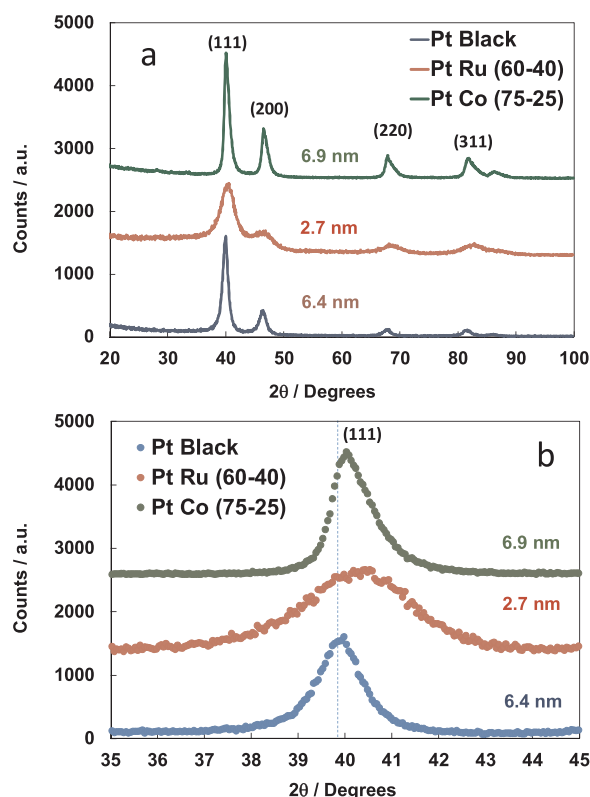 5000
4000
3000
2000
1000
0
Counts / a.u.
a
(111)
(200)
(220)
(311)
Pt Black
Pt Ru (60-40)
Pt Co (75-25)
6.9 nm
2.7 nm
6.4 nm
20 30 40 50 60 70 80 90 100
2θ / Degrees
5000
4000
3000
2000
1000
0
Counts / a.u.
b
(111)
Pt Black
Pt Ru (60-40)
Pt Co (75-25)
6.9 nm
2.7 nm
6.4 nm
35 36 37 38 39 40 41 42 43 44 45
2θ / Degrees